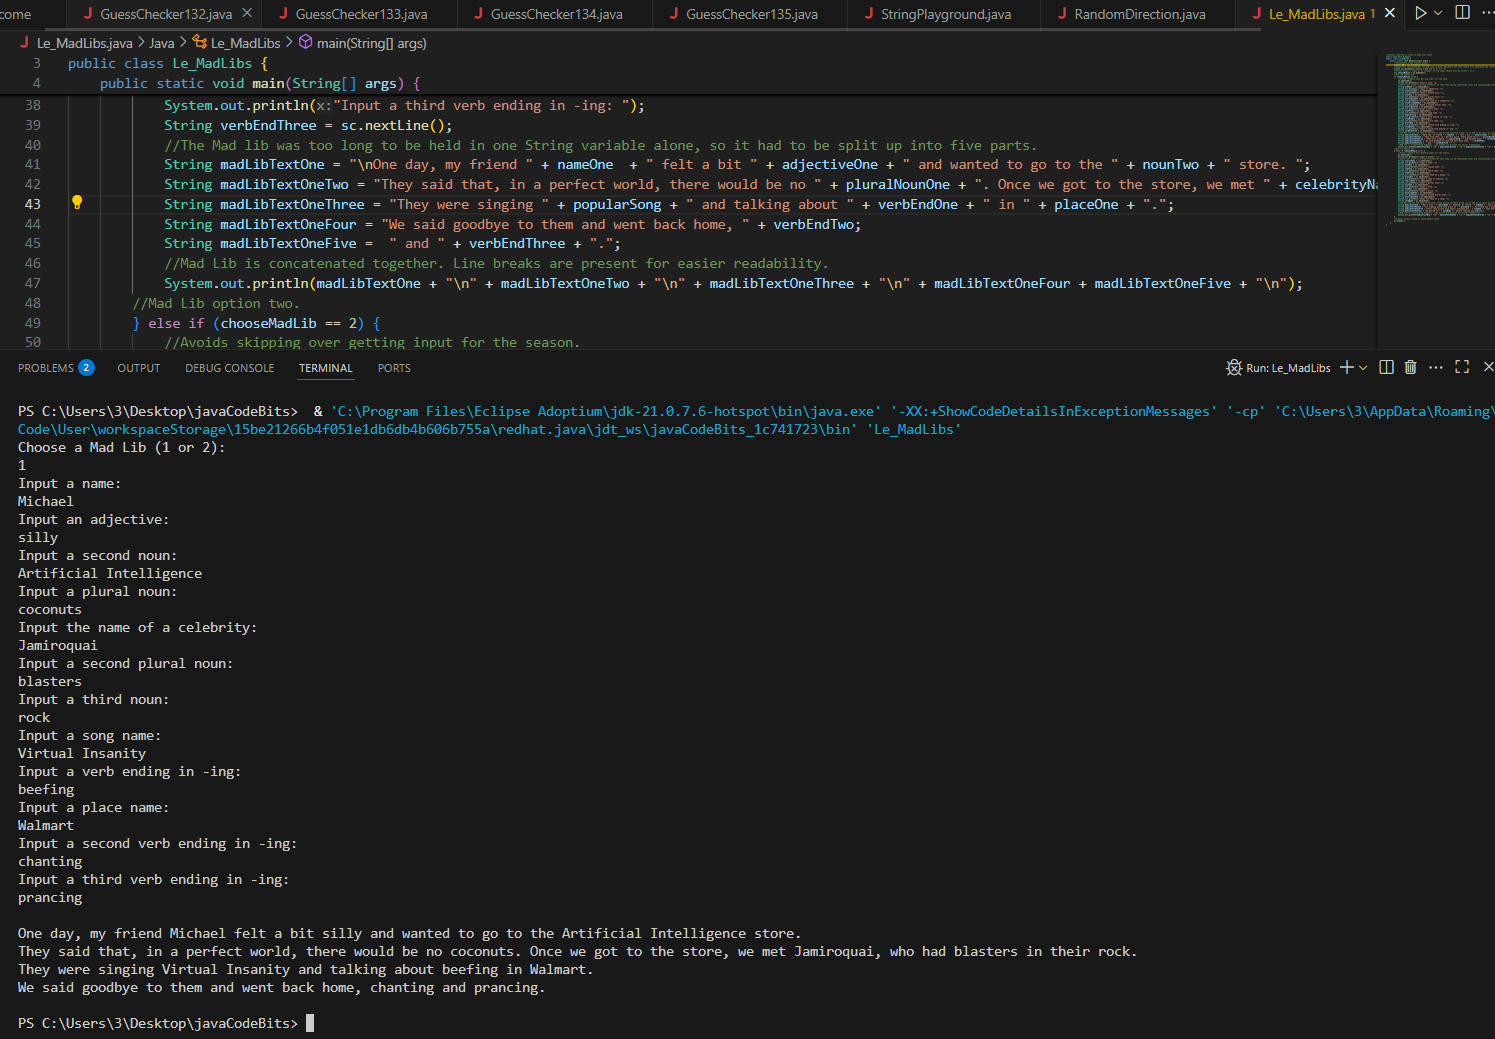 come GuessChecker132.java GuessChecker133.java GuessChecker134.java GuessChecker135.java StringPlayground.java RandomDirection.java Le_MadLibs.java 1
Le_MadLibs.java > Java > Le_MadLibs > main(String[] args)
3 public class Le_MadLibs {
4 public static void main(String[] args) {
38 System.out.println(x:"Input a third verb ending in -ing: ");
39 String verbEndThree = sc.nextLine();
40 //The Mad lib was too long to be held in one String variable alone, so it had to be split up into five parts.
41 String madLibTextOne = "\nOne day, my friend " + nameOne  + " felt a bit " + adjectiveOne + " and wanted to go to the " + nounTwo + " store. ";
42 String madLibTextOneTwo = "They said that, in a perfect world, there would be no " + pluralNounOne + ". Once we got to the store, we met " + celebrityNa
43 String madLibTextOneThree = "They were singing " + popularSong + " and talking about " + verbEndOne + " in " + placeOne + ".";
44 String madLibTextOneFour = "We said goodbye to them and went back home,  "+ verbEndTwo;
45 String madLibTextOneFive =  " and " + verbEndThree + ".";
46 //Mad Lib is concatenated together. Line breaks are present for easier readability.
47 System.out.println(madLibTextOne + "\n" + madLibTextOneTwo + "\n" + madLibTextOneThree + "\n" + madLibTextOneFour + madLibTextOneFive + "\n");
48 //Mad Lib option two.
49 } else if (chooseMadLib == 2) {
50 //Avoids skipping over getting input for the season.
PROBLEMS 2 OUTPUT DEBUG CONSOLE TERMINAL PORTS Run: Le_MadLibs
PS C:\Users\3\Desktop\javaCodeBits>  & 'C:\Program Files\Eclipse Adoptium\jdk-21.0.7.6-hotspot\bin\java.exe' '-XX:+ShowCodeDetailsInExceptionMessages' '-cp' 'C:\Users\3\AppData\Roaming\
Code\User\workspaceStorage\15be21266b4f051e1db6db4b606b755a\redhat.java\jdt_ws\javaCodeBits_1c741723\bin' 'Le_MadLibs'
Choose a Mad Lib (1 or 2):
1
Input a name:
Michael
Input an adjective:
silly
Input a second noun:
Artificial Intelligence
Input a plural noun:
coconuts
Input the name of a celebrity:
Jamiroquai
Input a second plural noun:
blasters
Input a third noun:
rock
Input a song name:
Virtual Insanity
Input a verb ending in -ing:
beefing
Input a place name:
Walmart
Input a second verb ending in -ing:
chanting
Input a third verb ending in -ing:
prancing
One day, my friend Michael felt a bit silly and wanted to go to the Artificial Intelligence store.
They said that, in a perfect world, there would be no coconuts. Once we got to the store, we met Jamiroquai, who had blasters in their rock.
They were singing Virtual Insanity and talking about beefing in Walmart.
We said goodbye to them and went back home, chanting and prancing.
PS C:\Users\3\Desktop\javaCodeBits>